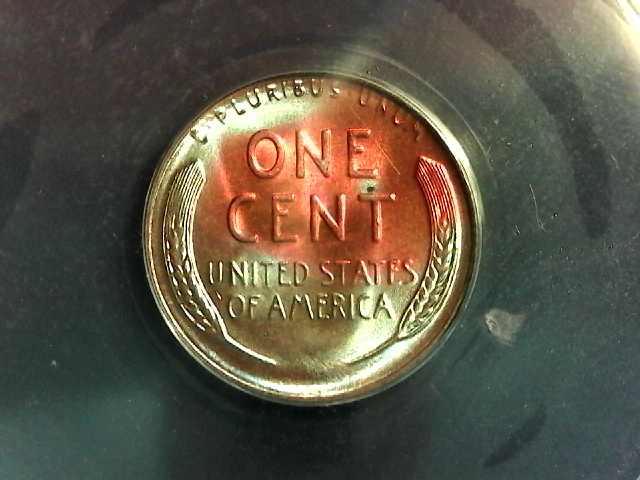 E·PLURIBUS UNUM
ONE
CENT
UNITED STATES
OF AMERICA